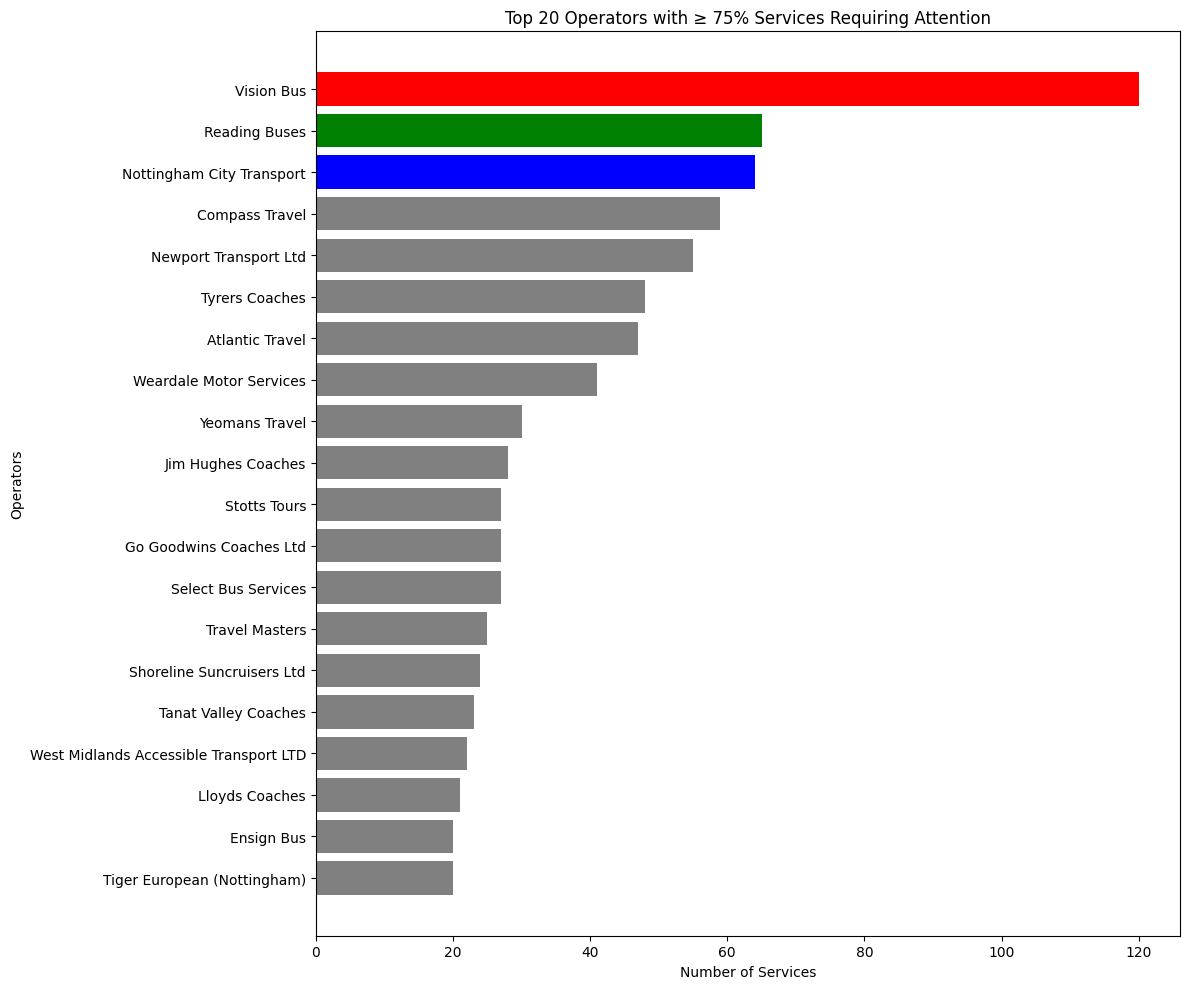 Top 20 Operators with ≥ 75% Services Requiring Attention
Vision Bus
Reading Buses
Nottingham City Transport
Compass Travel
Newport Transport Ltd
Tyrers Coaches
Atlantic Travel
Weardale Motor Services
Yeomans Travel
Jim Hughes Coaches
Stotts Tours
Go Goodwins Coaches Ltd
Select Bus Services
Travel Masters
Shoreline Suncruisers Ltd
Tanat Valley Coaches
West Midlands Accessible Transport LTD
Lloyds Coaches
Ensign Bus
Tiger European (Nottingham)
Operators
0 20 40 60 80 100 120
Number of Services